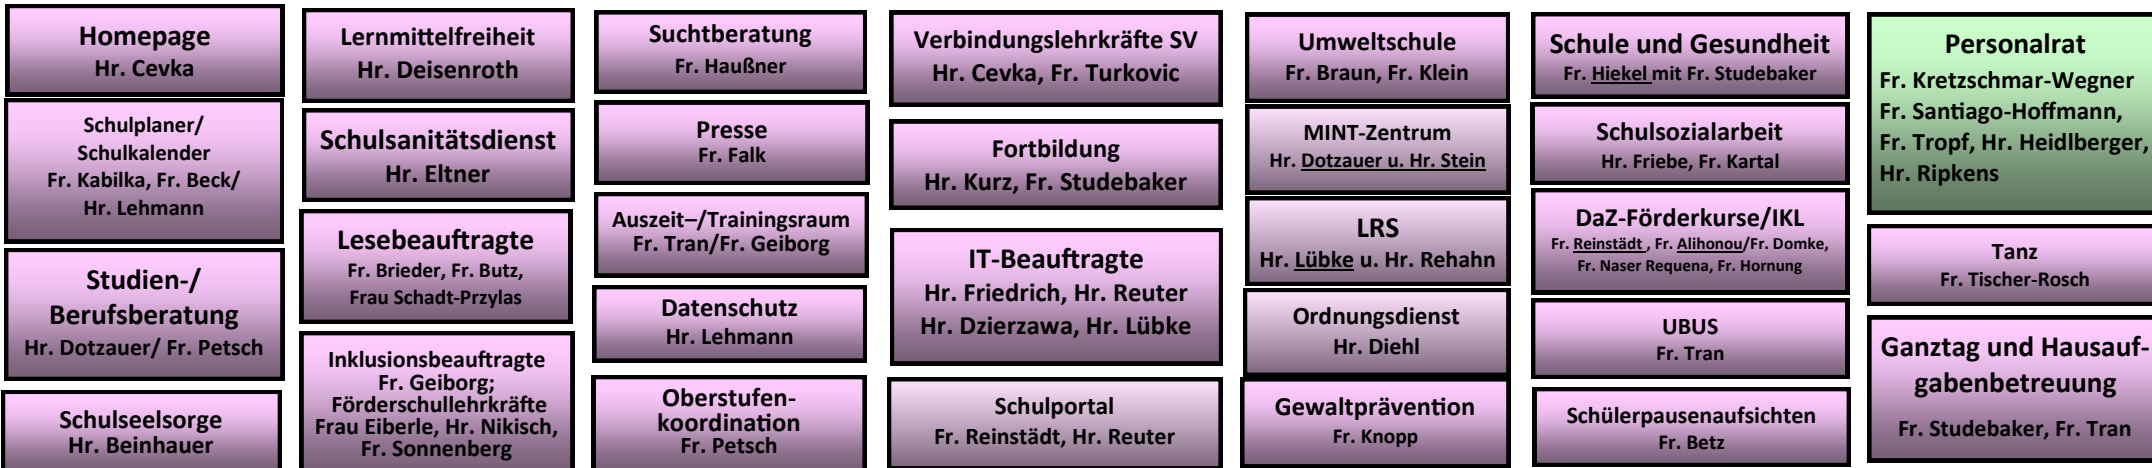 Homepage
Hr. Cevka
Schulplaner/
Schulkalender
Fr. Kabilka, Fr. Beck/
Hr. Lehmann
Studien-/
Berufsberatung
Hr. Dotzauer/ Fr. Petsch
Schulseelsorge
Hr. Beinhauer
Lernmittelfreiheit
Hr. Deisenroth
Schulsanitätsdienst
Hr. Eltner
Lesebeauftragte
Fr. Brieder, Fr. Butz,
Frau Schadt-Przylas
Inklusionsbeauftragte
Fr. Geiborg;
Förderschullehrkräfte
Frau Eiberle, Hr. Nikisch,
Fr. Sonnenberg
Suchtberatung
Fr. Haußner
Presse
Fr. Falk
Auszeit–/Trainingsraum
Fr. Tran/Fr. Geiborg
Datenschutz
Hr. Lehmann
Oberstufen-
koordination
Fr. Petsch
Verbindungslehrkräfte SV
Hr. Cevka, Fr. Turkovic
Fortbildung
Hr. Kurz, Fr. Studebaker
IT-Beauftragte
Hr. Friedrich, Hr. Reuter
Hr. Dzierzawa, Hr. Lübke
Schulportal
Fr. Reinstädt, Hr. Reuter
Umweltschule
Fr. Braun, Fr. Klein
MINT-Zentrum
Hr. Dotzauer u. Hr. Stein
LRS
Hr. Lübke u. Hr. Rehahn
Ordnungsdienst
Hr. Diehl
Gewaltprävention
Fr. Knopp
Schule und Gesundheit
Fr. Hiekel mit Fr. Studebaker
Schulsozialarbeit
Hr. Friebe, Fr. Kartal
DaZ-Förderkurse/IKL
Fr. Reinstädt , Fr. Alihonou/Fr. Domke,
Fr. Naser Requena, Fr. Hornung
UBUS
Fr. Tran
Schülerpausenaufsichten
Fr. Betz
Personalrat
Fr. Kretzschmar-Wegner
Fr. Santiago-Hoffmann,
Fr. Tropf, Hr. Heidlberger,
Hr. Ripkens
Tanz
Fr. Tischer-Rosch
Ganztag und Hausauf-
gabenbetreuung
Fr. Studebaker, Fr. Tran